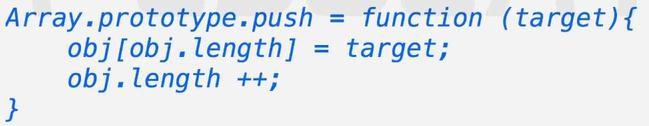 Array.prototype.push = function (target){
    obj[obj.length] = target;
    obj.length ++;
}